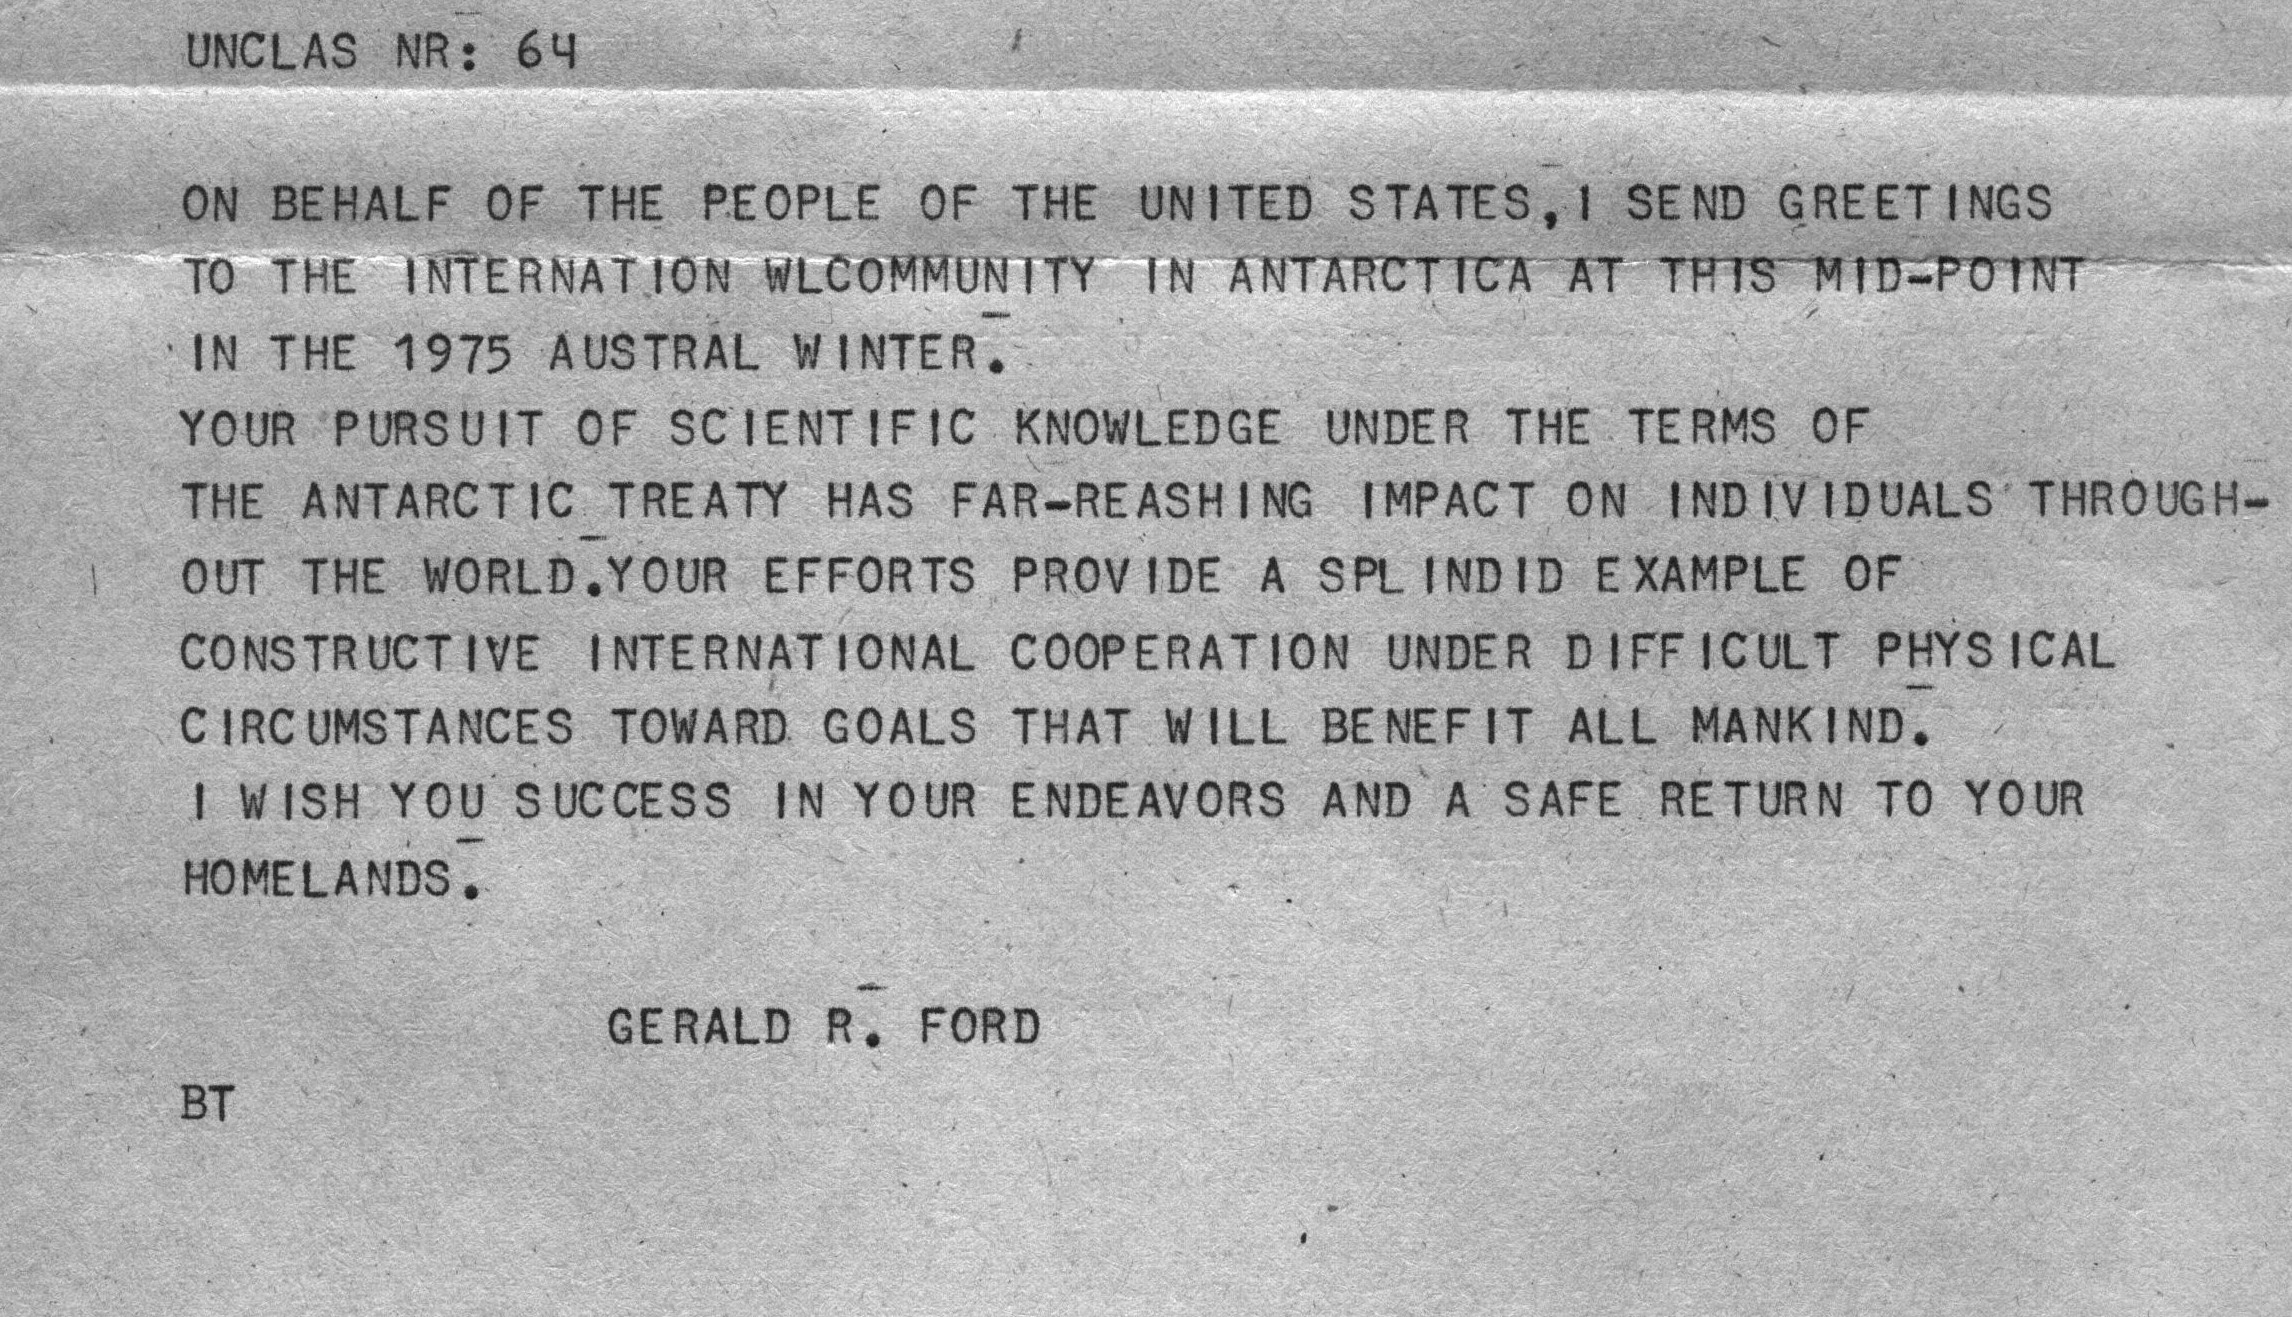 UNCLAS NR: 64
ON BEHALF OF THE PEOPLE OF THE UNITED STATES,I SEND GREETINGS
TO THE INTERNATION WLCOMMUNITY IN ANTARCTICA AT THIS MID-POINT
IN THE 1975 AUSTRAL WINTER.
YOUR PURSUIT OF SCIENTIFIC KNOWLEDGE UNDER THE TERMS OF
THE ANTARCTIC TREATY HAS FAR-REASHING IMPACT ON INDIVIDUALS THROUGH-
OUT THE WORLD.YOUR EFFORTS PROVIDE A SPLINDID EXAMPLE OF
CONSTRUCTIVE INTERNATIONAL COOPERATION UNDER DIFFICULT PHYSICAL
CIRCUMSTANCES TOWARD GOALS THAT WILL BENEFIT ALL MANKIND.
I WISH YOU SUCCESS IN YOUR ENDEAVORS AND A SAFE RETURN TO YOUR
HOMELANDS.
GERALD R. FORD
BT